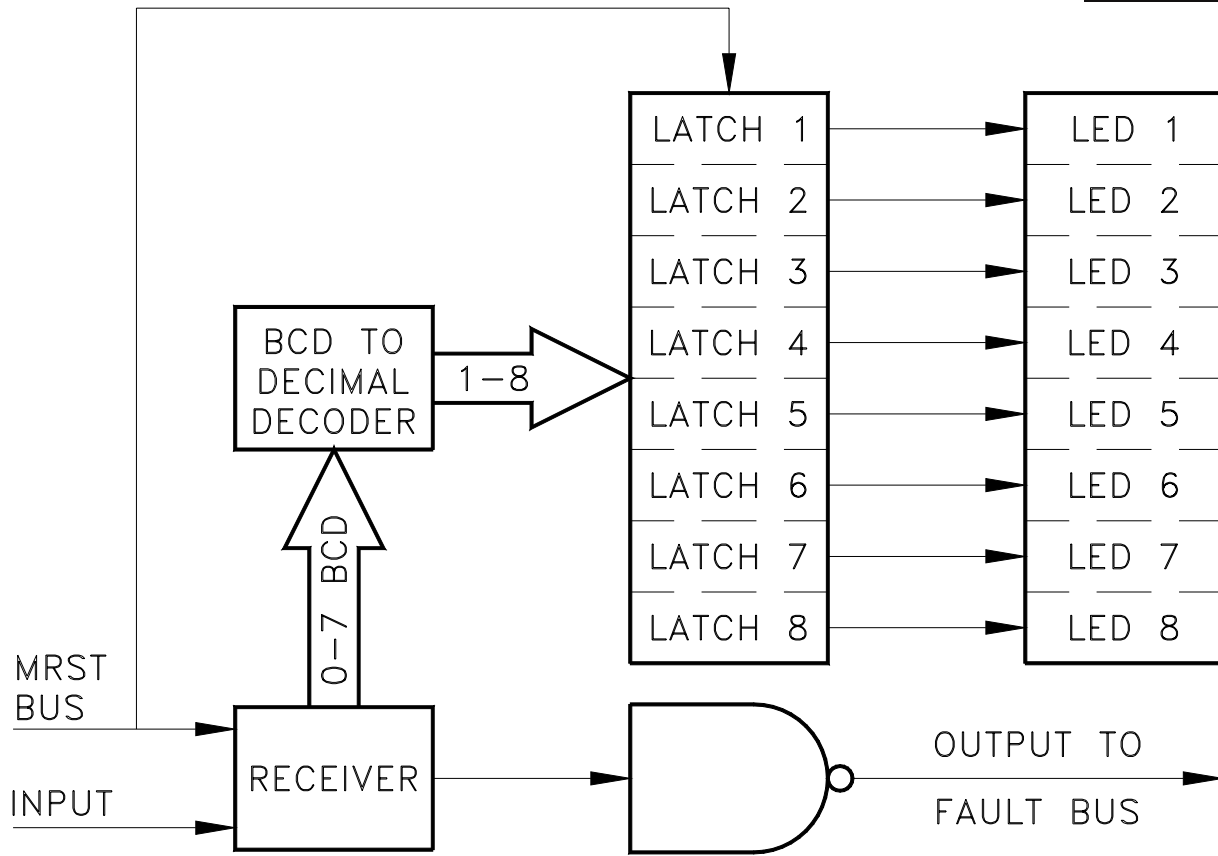 LATCH 1
LED 1
LATCH 2
LED 2
LATCH 3
LED 3
LATCH 4
LED 4
LATCH 5
LED 5
LATCH 6
LED 6
LATCH 7
LED 7
LATCH 8
LED 8
BCD TO
DECIMAL
DECODER
1-8
0-7 BCD
MRST
BUS
INPUT
RECEIVER
OUTPUT TO
FAULT BUS